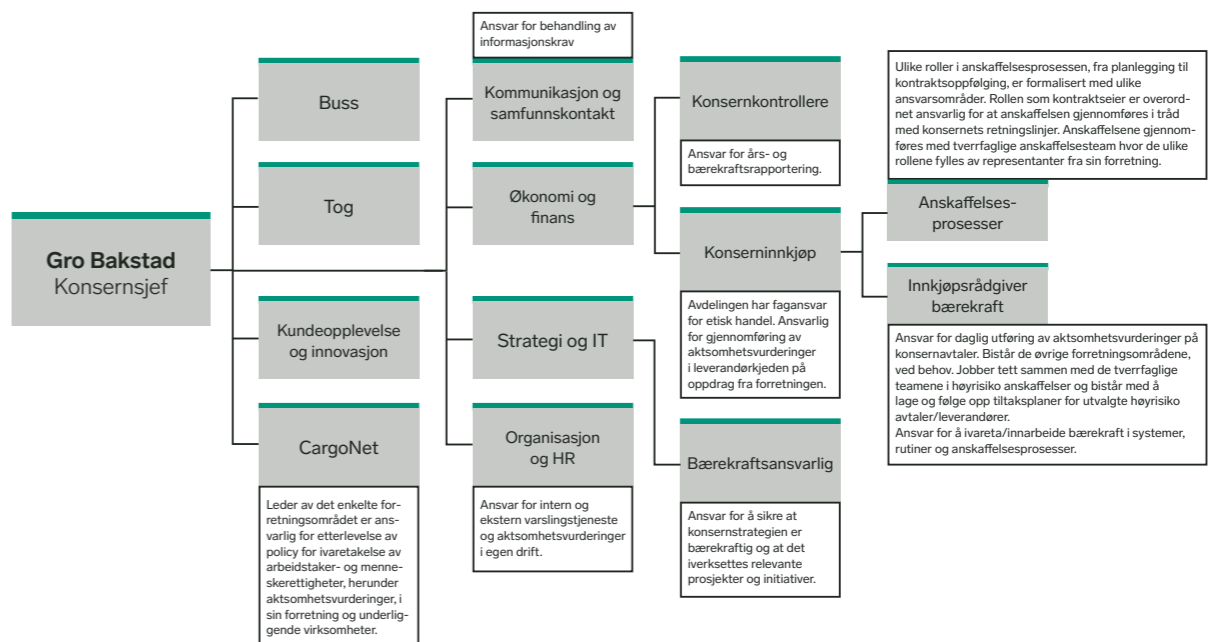 Gro Bakstad
Konsernsjef
Buss
Tog
Kundeopplevelse
og innovasjon
CargoNet
Leder av det enkelte for-
retningsområdet er ans-
varlig for etterlevelse av
policy for ivaretakelse av
arbeidstaker- og menne-
skerettigheter, herunder
aktsomhetsvurderinger, i
sin forretning og underlig-
gende virksomheter.
Ansvar for behandling av
informasjonskrav
Kommunikasjon og
samfunnskontakt
Økonomi og
finans
Strategi og IT
Organisasjon
og HR
Ansvar for intern og
ekstern varslingstjeneste
og aktsomhetsvurderinger
i egen drift.
Konsernkontrollere
Ansvar for års- og
bærekraftsrapportering.
Konserninnkjøp
Avdelingen har fagansvar
for etisk handel. Ansvarlig
for gjennomføring av
aktsomhetsvurderinger
i leverandørkjeden på
oppdrag fra forretningen.
Bærekraftsansvarlig
Ansvar for å sikre at
konsernstrategien er
bærekraftig og at det
iverksettes relevante
prosjekter og initiativer.
Ulike roller i anskaffelsesprosessen, fra planlegging til
kontraktsoppfølging, er formalisert med ulike
ansvarsområder. Rollen som kontraktseier er overord-
net ansvarlig for at anskaffelsen gjennomføres i tråd
med konsernets retningslinjer. Anskaffelsene gjennom-
føres med tverrfaglige anskaffelsesteam hvor de ulike
rollene fylles av representanter fra sin forretning.
Anskaffelses-
prosesser
Innkjøpsrådgiver
bærekraft
Ansvar for daglig utføring av aktsomhetsvurderinger på
konsernavtaler. Bistår de øvrige forretningsområdene,
ved behov. Jobber tett sammen med de tverrfaglige
teamene i høyrisiko anskaffelser og bistår med å
lage og følge opp tiltaksplaner for utvalgte høyrisiko
avtaler/leverandører.
Ansvar for å ivareta/innarbeide bærekraft i systemer,
rutiner og anskaffelsesprosesser.